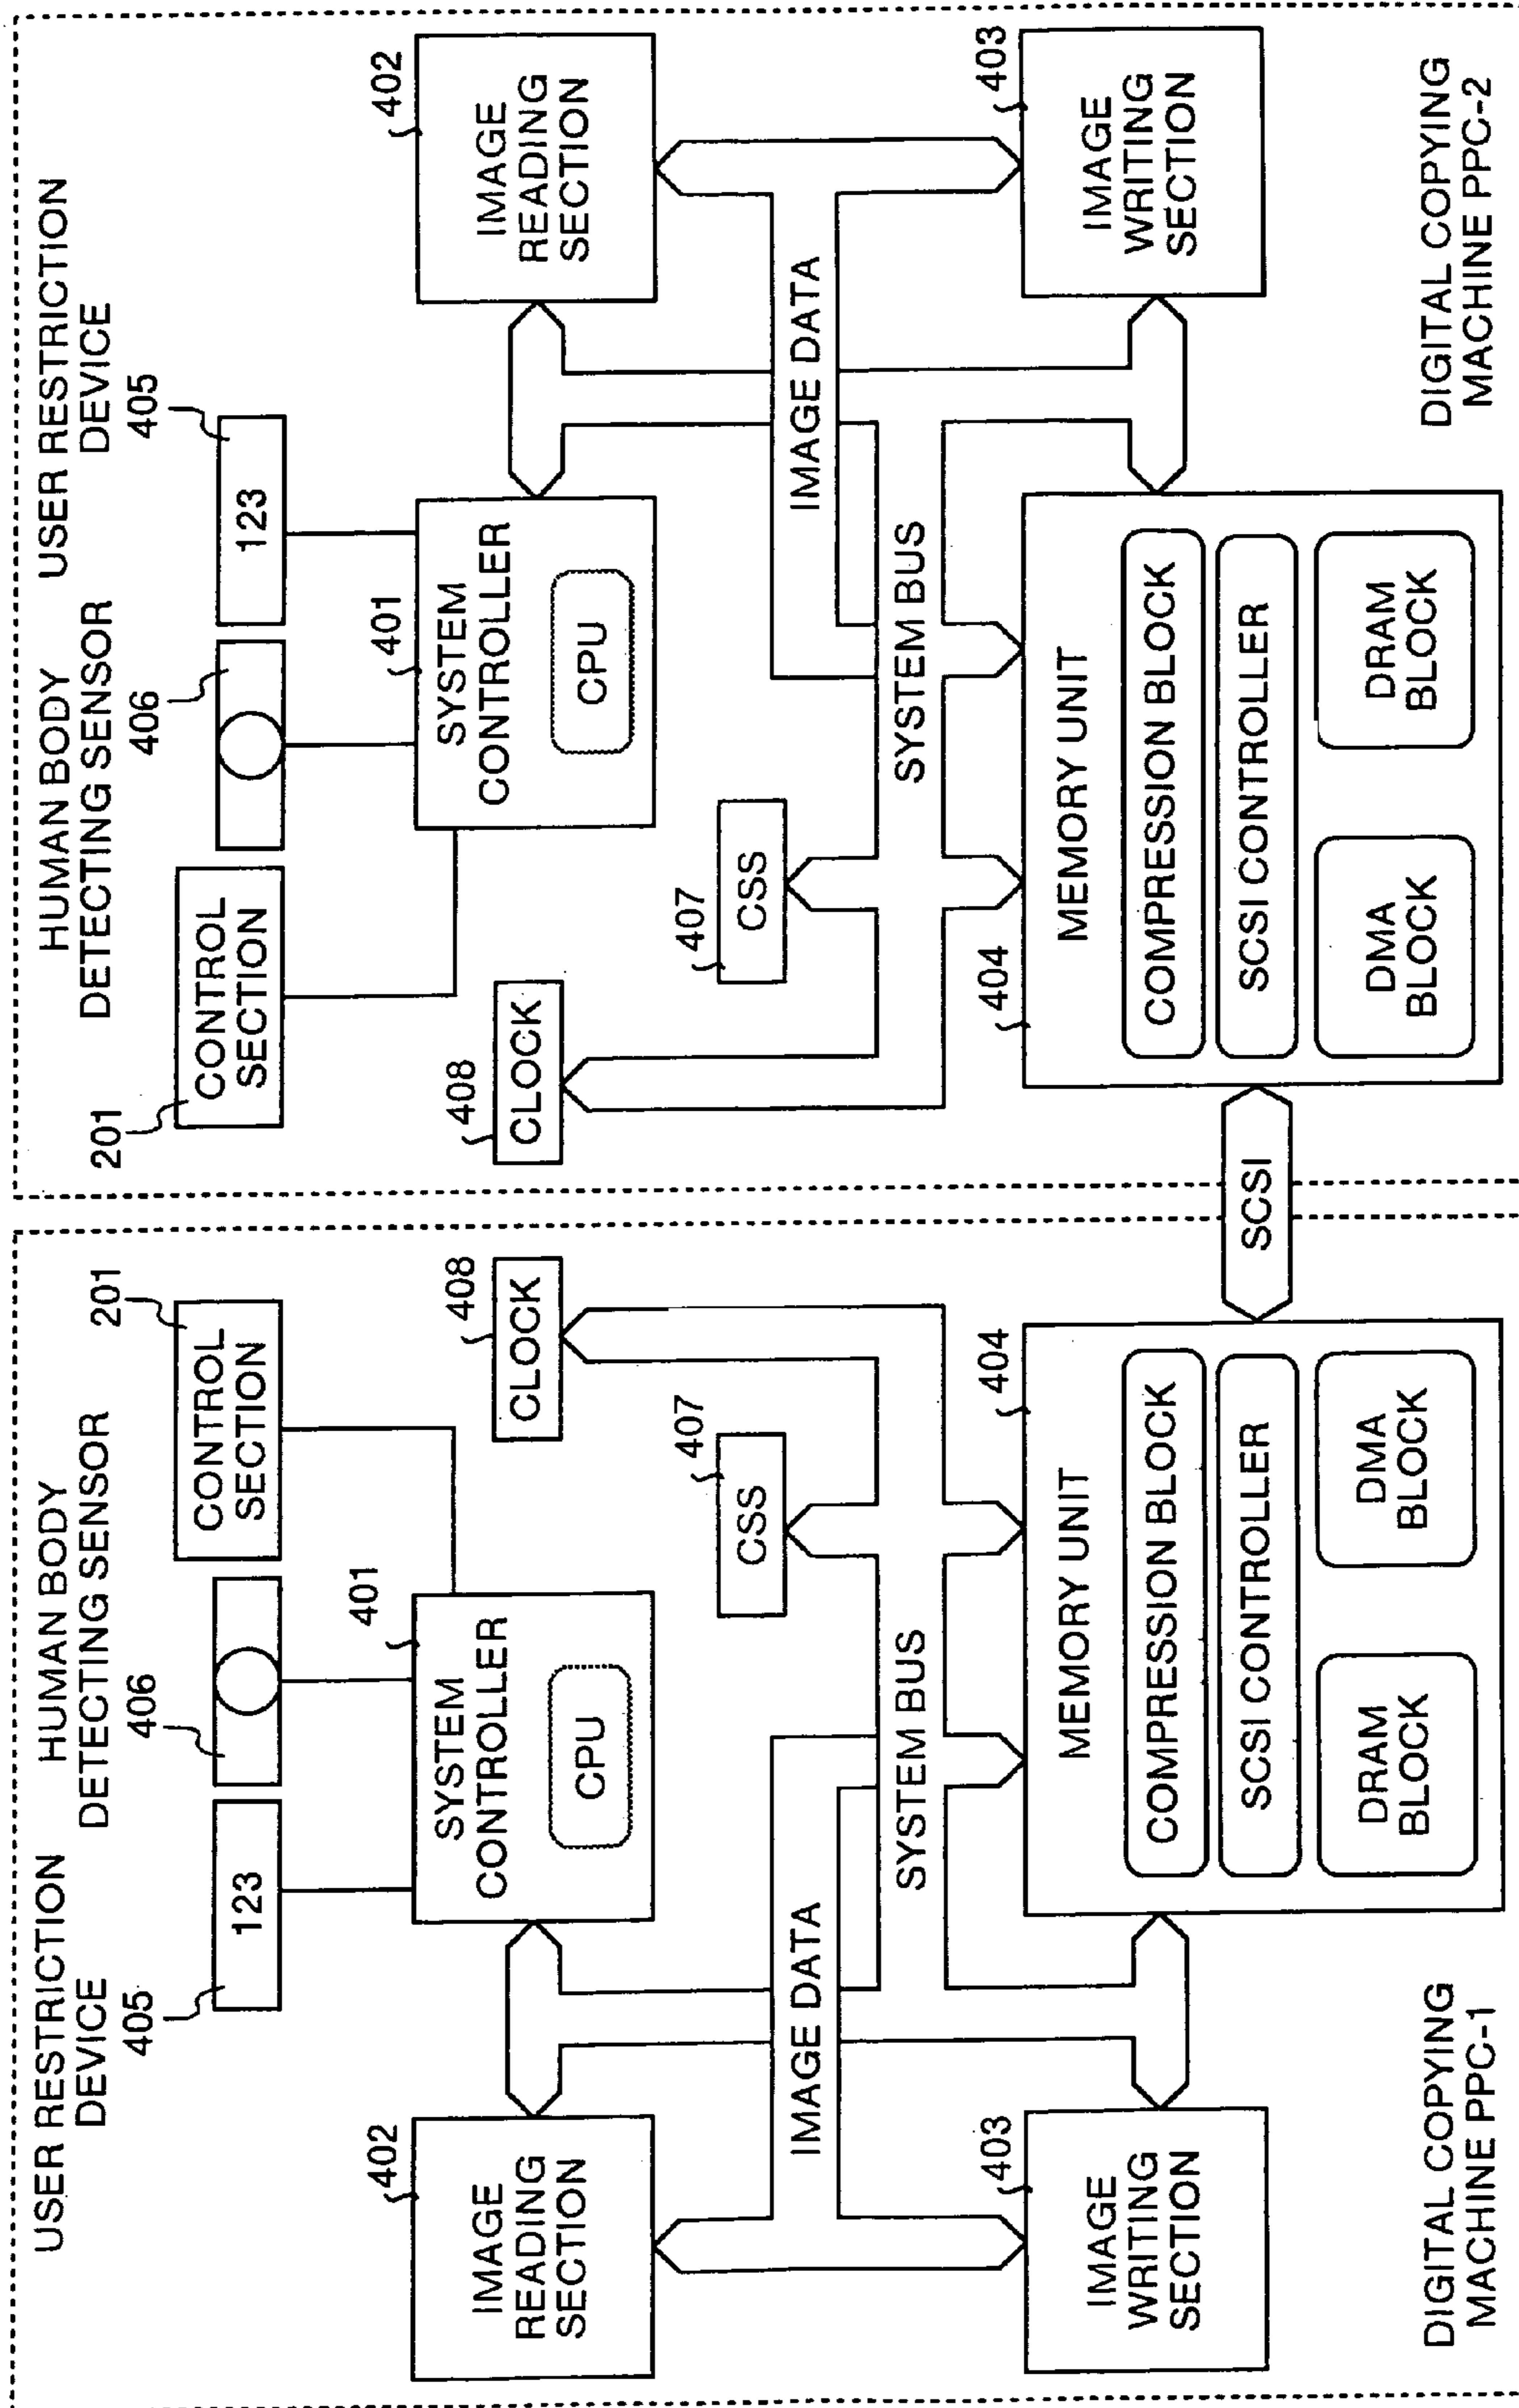 USER RESTRICTION
DEVICE
405
HUMAN BODY
DETECTING SENSOR
406
201
123
CONTROL
SECTION
402
IMAGE
READING
SECTION
401
SYSTEM
CONTROLLER
CPU
408
CLOCK
407
CSS
IMAGE DATA
SYSTEM BUS
403
IMAGE
WRITING
SECTION
404
MEMORY UNIT
COMPRESSION BLOCK
SCSI CONTROLLER
DRAM
BLOCK
DMA
BLOCK
DIGITAL COPYING
MACHINE PPC-1
SCSI
HUMAN BODY
DETECTING SENSOR
406
USER RESTRICTION
DEVICE
405
201
CONTROL
SECTION
123
408
CLOCK
401
SYSTEM
CONTROLLER
CPU
402
IMAGE
READING
SECTION
407
CSS
IMAGE DATA
SYSTEM BUS
404
MEMORY UNIT
COMPRESSION BLOCK
SCSI CONTROLLER
DMA
BLOCK
DRAM
BLOCK
403
IMAGE
WRITING
SECTION
DIGITAL COPYING
MACHINE PPC-2